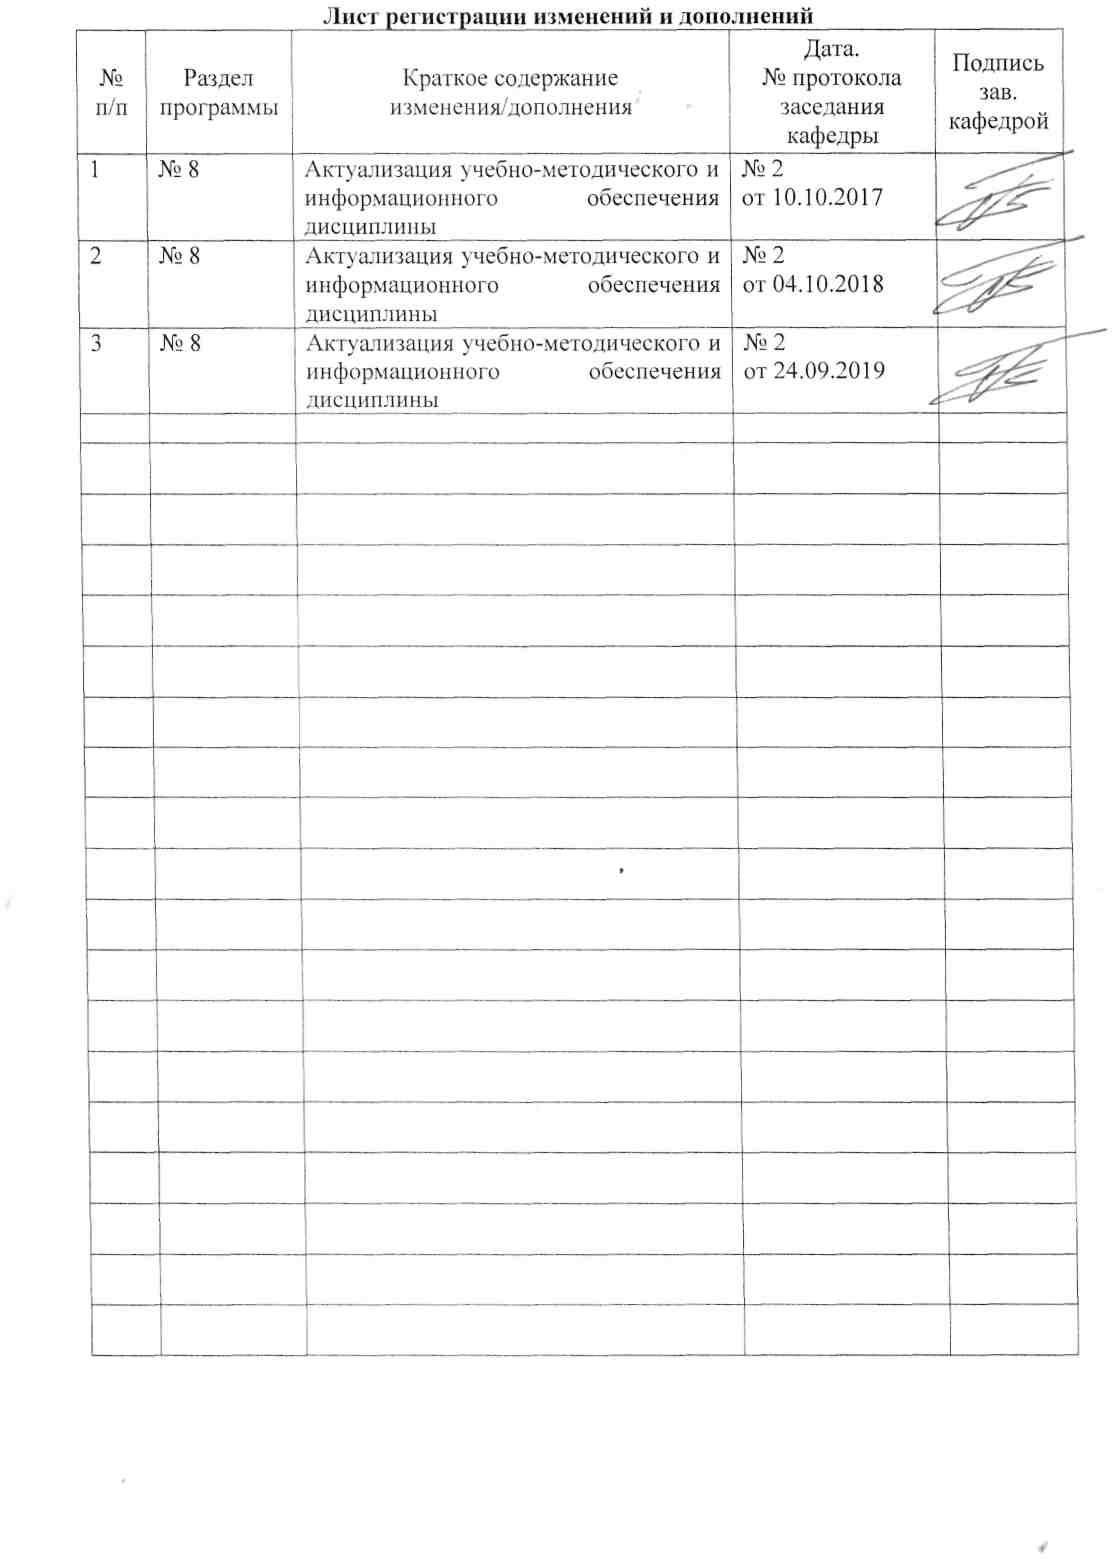 Лист регистрации изменений и дополнений
№
п/п
Раздел
программы
Краткое содержание
изменения/дополнения
Дата.
№ протокола
заседания
кафедры
Подпись
зав.
кафедрой
1
№ 8
Актуализация учебно-методического и
информационного обеспечения
дисциплины
№ 2
от 10.10.2017
2
№ 8
Актуализация учебно-методического и
информационного обеспечения
дисциплины
№ 2
от 04.10.2018
3
№ 8
Актуализация учебно-методического и
информационного обеспечения
дисциплины
№ 2
от 24.09.2019